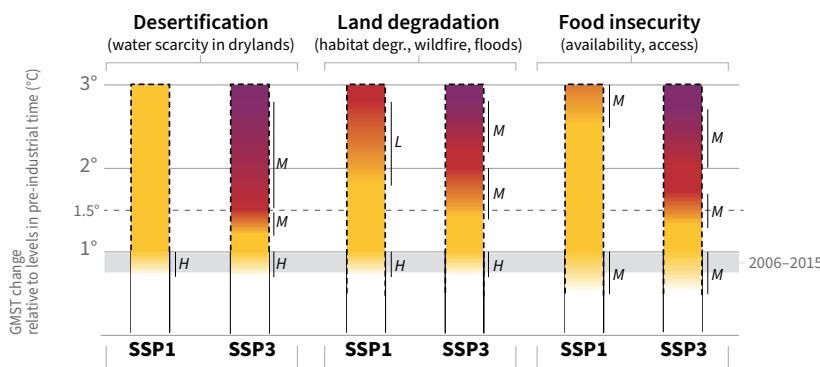 Desertification
(water scarcity in drylands)
Land degradation
(habitat degr., wildfire, floods)
Food insecurity
(availability, access)
GMST change
relative to levels in pre-industrial time (°C)
3°
2°
1.5°
1°
H
M
M
H
L
H
M
M
H
M
M
M
M
M
2006–2015
SSP1
SSP3
SSP1
SSP3
SSP1
SSP3